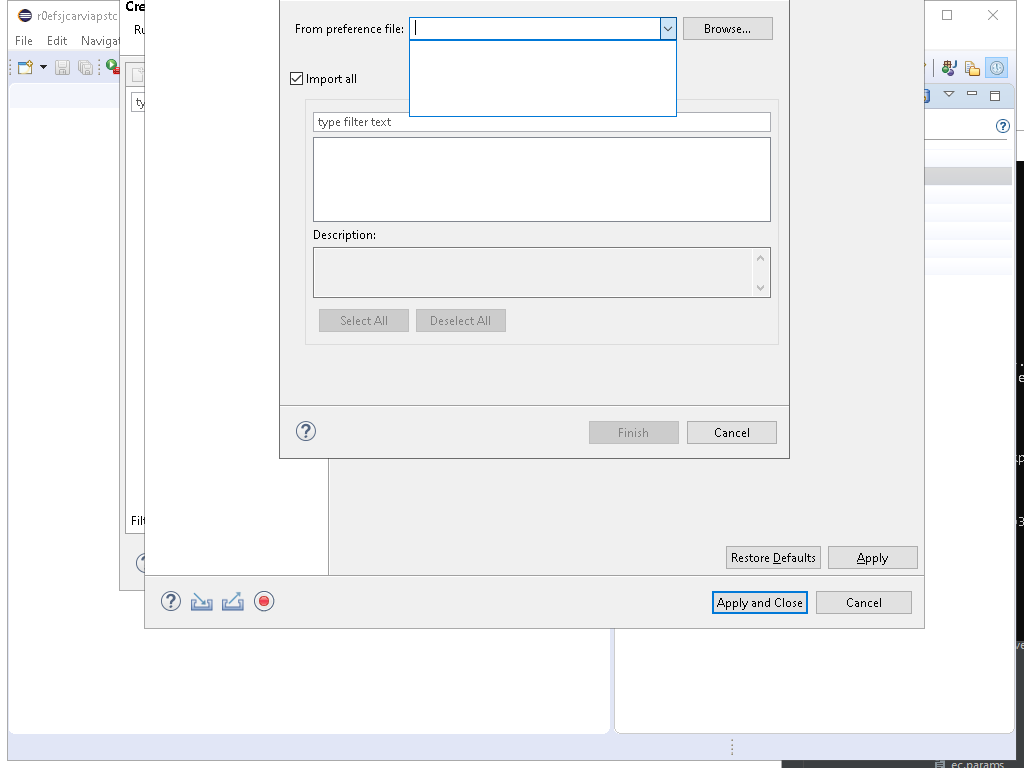 r0efsjcarviapstc
Cre
Ru
File Edit Navigat
ty
From preference file:
Browse...
Import all
type filter text
Description:
Select All
Deselect All
Finish
Cancel
Filt
Restore Defaults
Apply
Apply and Close
Cancel
ec.params